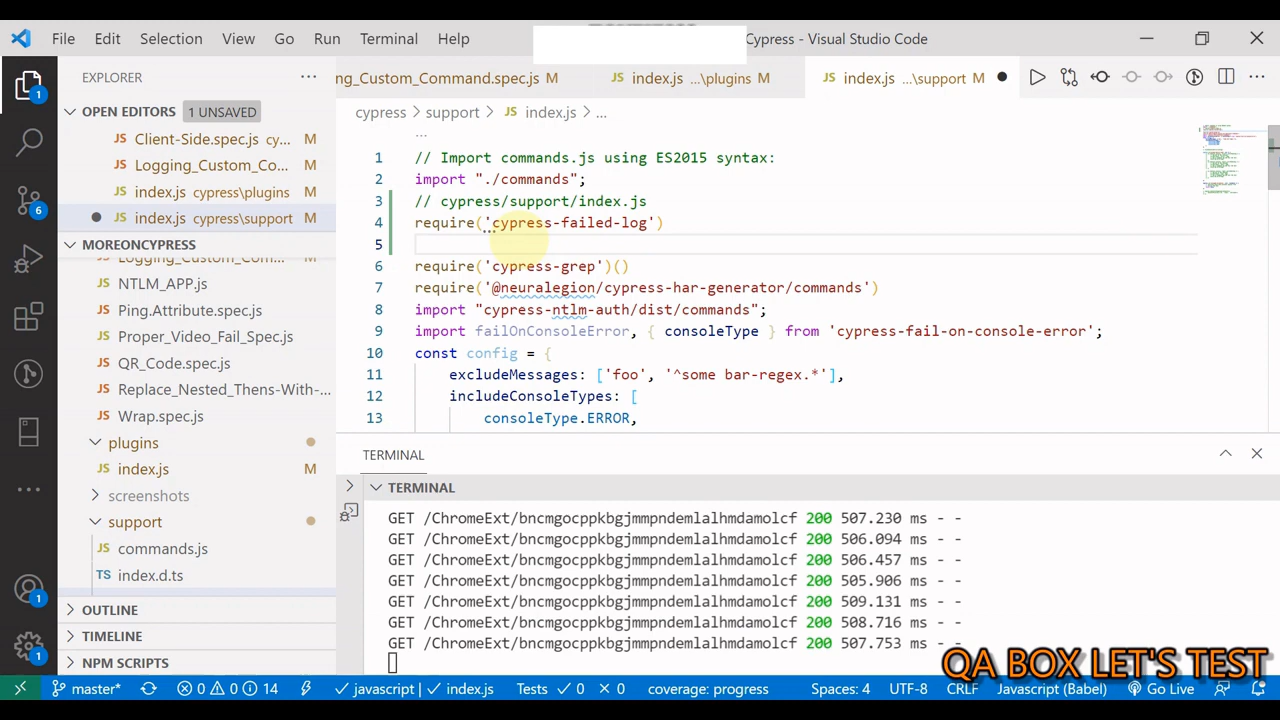 File Edit Selection View Go Run Terminal Help Cypress - Visual Studio Code
EXPLORER
OPEN EDITORS 1 UNSAVED
Client-Side.spec.js cy...
Logging_Custom_Co...
index.js cypress\plugins
index.js cypress\support
MOREONCYPRESS
Logging_Custom_Com...
NTLM_APP.js
Ping.Attribute.spec.js
Proper_Video_Fail_Spec.js
QR_Code.spec.js
Replace_Nested_Thens-With-...
Wrap.spec.js
plugins
index.js
screenshots
support
commands.js
index.d.ts
OUTLINE
TIMELINE
NPM SCRIPTS
M
M
M
M
M
1
6
1
1
ng_Custom_Command.spec.js M index.js ...\plugins M index.js ...\support M
cypress > support > JS index.js > ...
1 // Import commands.js using ES2015 syntax:
2 import "./commands";
3 // cypress/support/index.js
4 require('cypress-failed-log')
5
6 require('cypress-grep')()
7 require('@neuralegion/cypress-har-generator/commands')
8 import "cypress-ntlm-auth/dist/commands";
9 import failOnConsoleError, { consoleType } from 'cypress-fail-on-console-error';
10 const config = {
11 excludeMessages: ['foo', '^some bar-regex.*'],
12 includeConsoleTypes: [
13 consoleType.ERROR,
TERMINAL
TERMINAL
GET /ChromeExt/bncmgocppkbgjmmpndemlalhmdamolcf 200 507.230 ms - -
GET /ChromeExt/bncmgocppkbgjmmpndemlalhmdamolcf 200 506.094 ms - -
GET /ChromeExt/bncmgocppkbgjmmpndemlalhmdamolcf 200 506.457 ms - -
GET /ChromeExt/bncmgocppkbgjmmpndemlalhmdamolcf 200 505.906 ms - -
GET /ChromeExt/bncmgocppkbgjmmpndemlalhmdamolcf 200 509.131 ms - -
GET /ChromeExt/bncmgocppkbgjmmpndemlalhmdamolcf 200 508.716 ms - -
GET /ChromeExt/bncmgocppkbgjmmpndemlalhmdamolcf 200 507.753 ms - -
QA BOX LET'S TEST
master* 0 0 14 javascript | index.js Tests 0 0 coverage: progress Spaces: 4 UTF-8 CRLF Javascript (Babel) Go Live